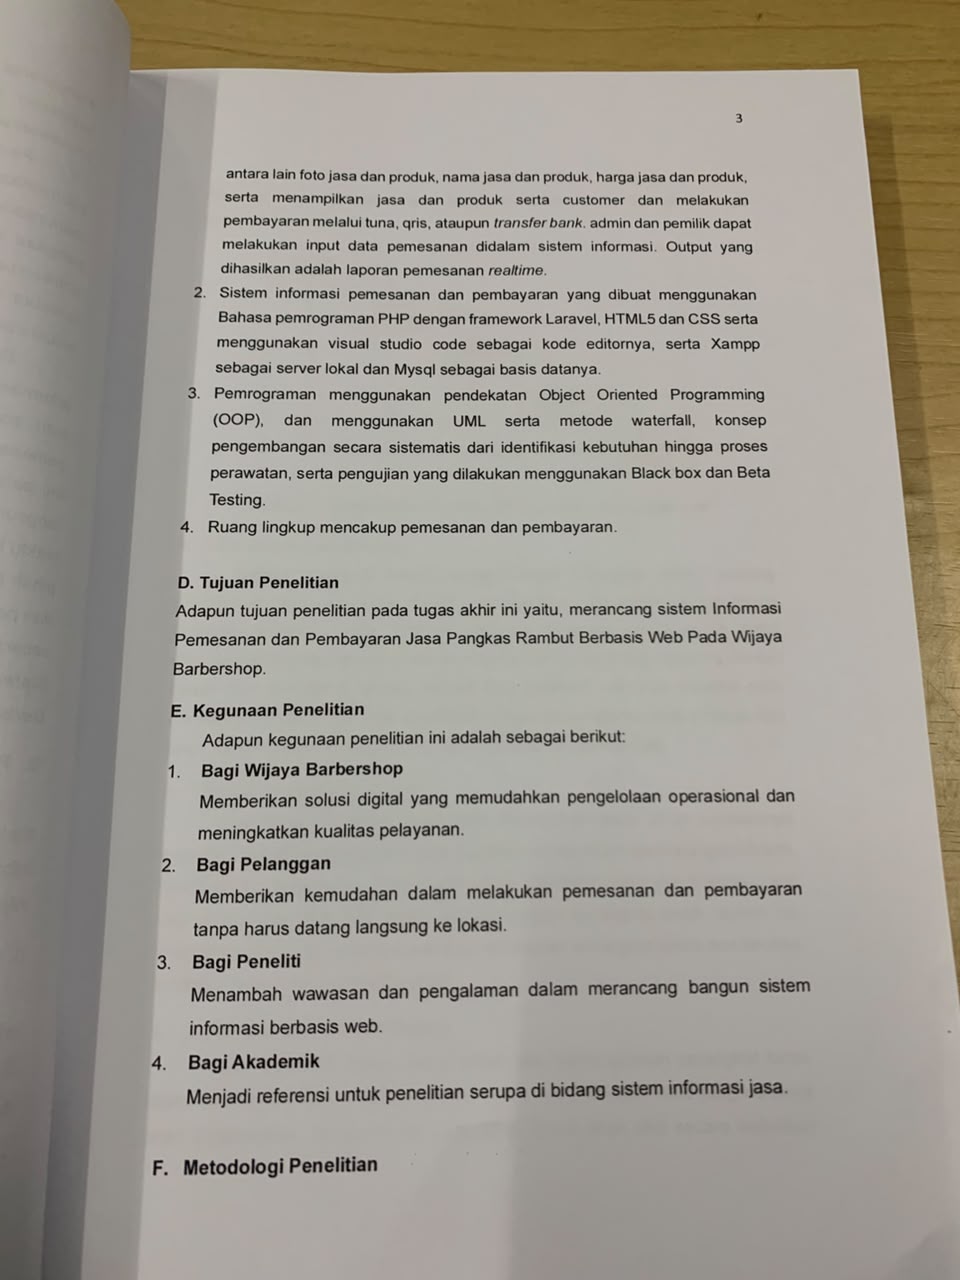 3
antara lain foto jasa dan produk, nama jasa dan produk, harga jasa dan produk,
serta menampilkan jasa dan produk serta customer dan melakukan
pembayaran melalui tuna, qris, ataupun transfer bank. admin dan pemilik dapat
melakukan input data pemesanan didalam sistem informasi. Output yang
dihasilkan adalah laporan pemesanan realtime.
2. Sistem informasi pemesanan dan pembayaran yang dibuat menggunakan
Bahasa pemrograman PHP dengan framework Laravel, HTML5 dan CSS serta
menggunakan visual studio code sebagai kode editornya, serta Xampp
sebagai server lokal dan Mysql sebagai basis datanya.
3. Pemrograman menggunakan pendekatan Object Oriented Programming
(OOP), dan menggunakan UML serta metode waterfall, konsep
pengembangan secara sistematis dari identifikasi kebutuhan hingga proses
perawatan, serta pengujian yang dilakukan menggunakan Black box dan Beta
Testing.
4. Ruang lingkup mencakup pemesanan dan pembayaran.
D. Tujuan Penelitian
Adapun tujuan penelitian pada tugas akhir ini yaitu, merancang sistem Informasi
Pemesanan dan Pembayaran Jasa Pangkas Rambut Berbasis Web Pada Wijaya
Barbershop.
E. Kegunaan Penelitian
Adapun kegunaan penelitian ini adalah sebagai berikut:
1. Bagi Wijaya Barbershop
Memberikan solusi digital yang memudahkan pengelolaan operasional dan
meningkatkan kualitas pelayanan.
2. Bagi Pelanggan
Memberikan kemudahan dalam melakukan pemesanan dan pembayaran
tanpa harus datang langsung ke lokasi.
3. Bagi Peneliti
Menambah wawasan dan pengalaman dalam merancang bangun sistem
informasi berbasis web.
4. Bagi Akademik
Menjadi referensi untuk penelitian serupa di bidang sistem informasi jasa.
F. Metodologi Penelitian